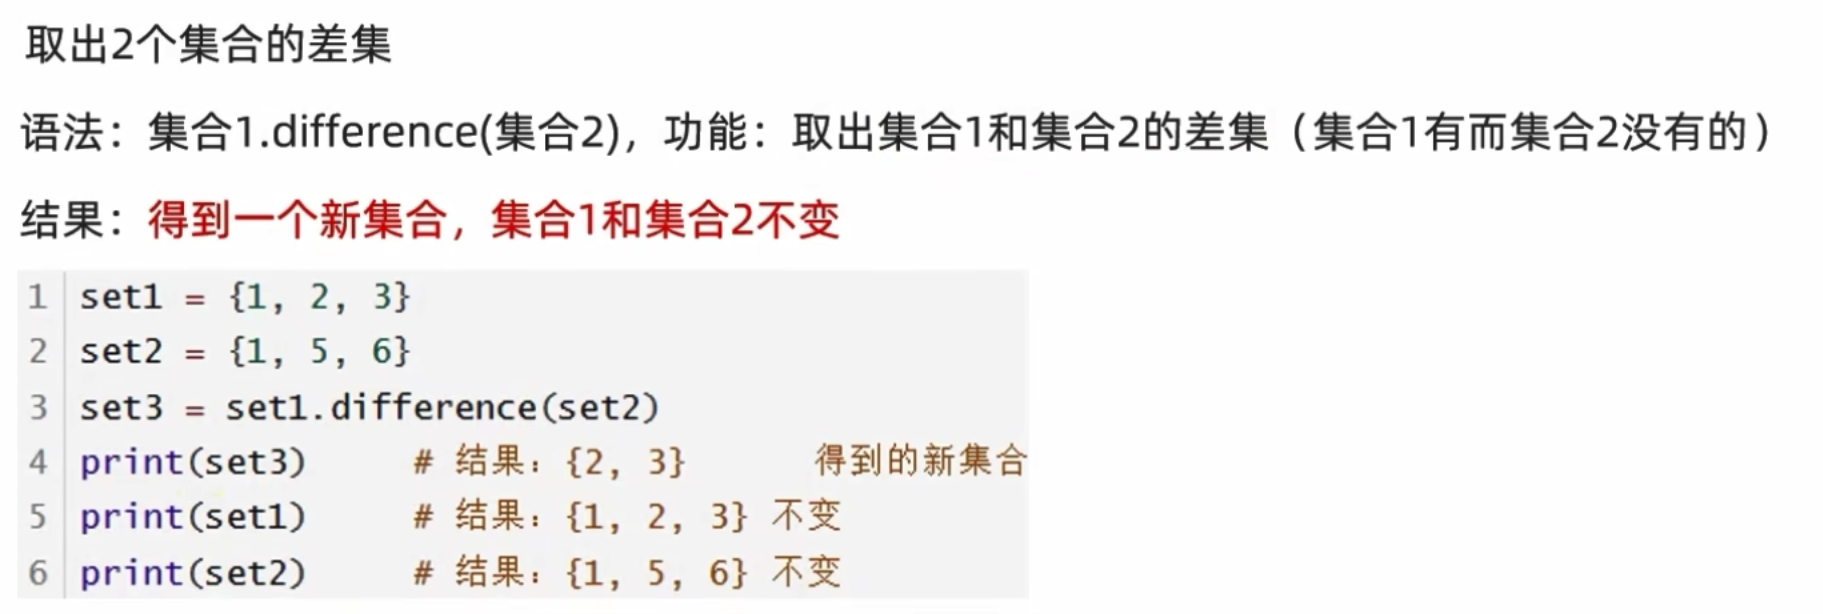 取出2个集合的差集
语法：集合1.difference(集合2)，功能：取出集合1和集合2的差集（集合1有而集合2没有的）
结果：得到一个新集合，集合1和集合2不变
1 set1 = {1, 2, 3}
2 set2 = {1, 5, 6}
3 set3 = set1.difference(set2)
4 print(set3)     # 结果：{2, 3}      得到的新集合
5 print(set1)     # 结果：{1, 2, 3} 不变
6 print(set2)     # 结果：{1, 5, 6} 不变